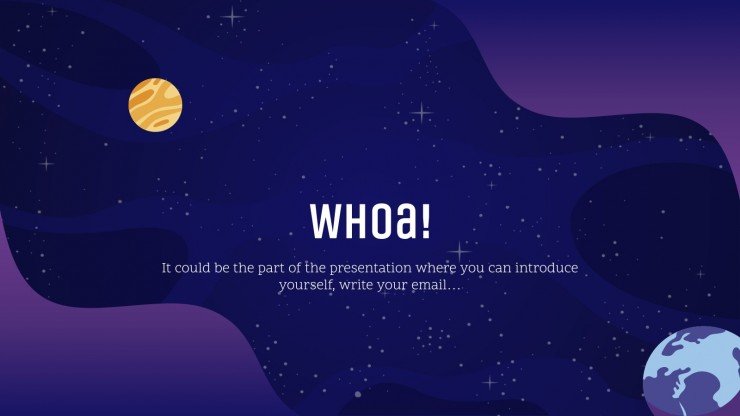 WHOa!
It could be the part of the presentation where you can introduce
yourself, write your email…